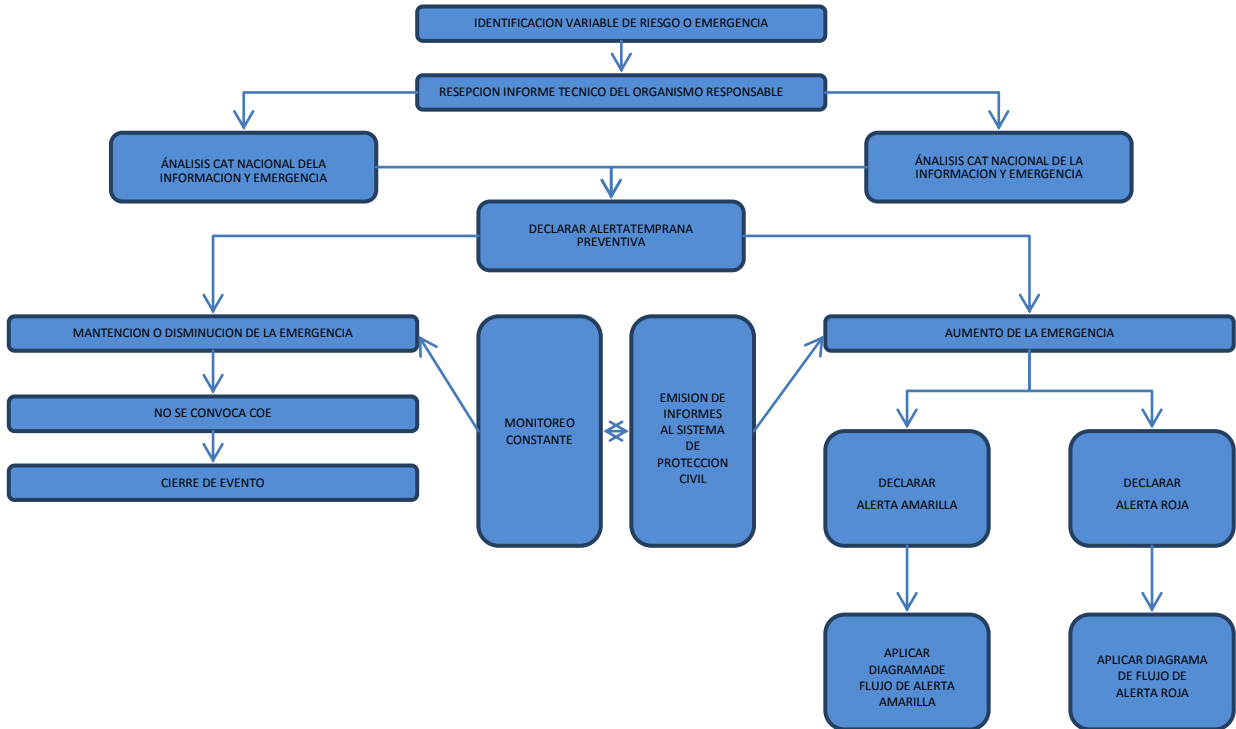 IDENTIFICACION VARIABLE DE RIESGO O EMERGENCIA
RESEPCION INFORME TECNICO DEL ORGANISMO RESPONSABLE
ÁNALISIS CAT NACIONAL DELA
INFORMACION Y EMERGENCIA
ÁNALISIS CAT NACIONAL DE LA
INFORMACION Y EMERGENCIA
DECLARAR ALERTATEMPRANA
PREVENTIVA
MANTENCION O DISMINUCION DE LA EMERGENCIA
AUMENTO DE LA EMERGENCIA
NO SE CONVOCA COE
CIERRE DE EVENTO
MONITOREO
CONSTANTE
EMISION DE
INFORMES
AL SISTEMA
DE
PROTECCION
CIVIL
DECLARAR
ALERTA AMARILLA
DECLARAR
ALERTA ROJA
APLICAR
DIAGRAMADE
FLUJO DE ALERTA
AMARILLA
APLICAR DIAGRAMA
DE FLUJO DE
ALERTA ROJA